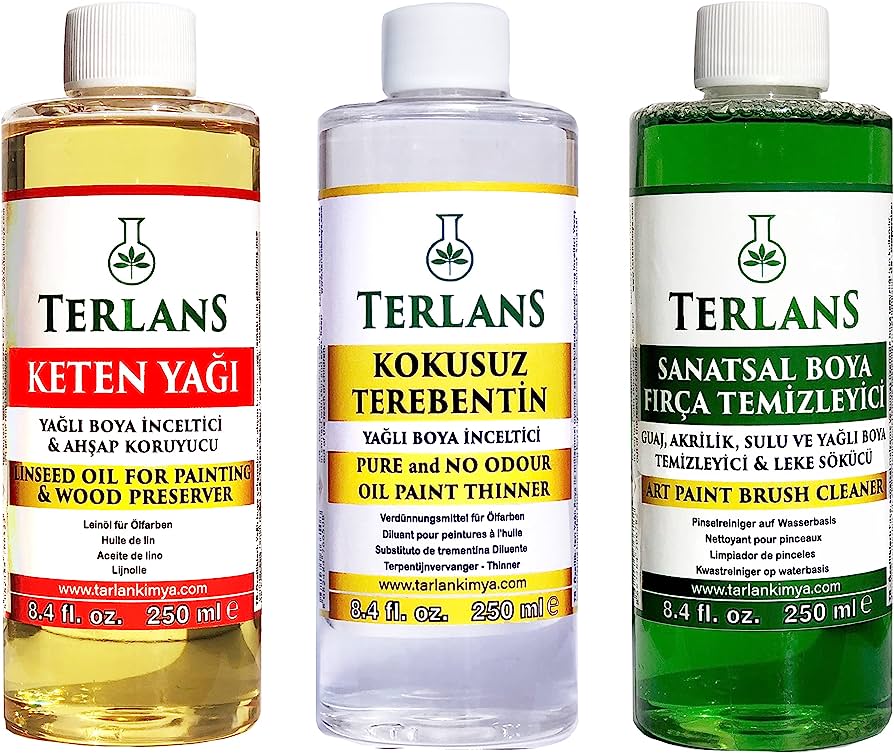 TERLANS
KETEN YAĞI
YAĞLI BOYA İNCELTİCİ
& AHŞAP KORUYUCU
LINSEED OIL FOR PAINTING
& WOOD PRESERVER
Leinöl für Ölfarben
Huile de lin
Aceite de lino
Lijnolle
www.tarlankimya.com
8.4 fl. oz. 250 ml e
TERLANS
KOKUSUZ
TEREBENTİN
YAĞLI BOYA İNCELTİCİ
PURE and NO ODOUR
OIL PAINT THINNER
Verdünnungsmittel für Ölfarben
Diluent pour peintures à l'huile
Substituto de trementina Diluente
Terpentijnvervanger - Thinner
www.tarlankimya.com
8.4 fl. oz. 250 ml e
TERLANS
SANATSAL BOYA
FIRÇA TEMİZLEYİCİ
GUAJ, AKRİLİK, SULU VE YAĞLI BOYA
TEMİZLEYİCİ & LEKE SÖKÜCÜ
ART PAINT BRUSH CLEANER
Pinselreiniger auf Wasserbasis
Nettoyant pour pinceaux
Limpiador de pinceles
Kwastreiniger op waterbasis
www.tarlankimya.com
8.4 fl. oz. 250 ml e